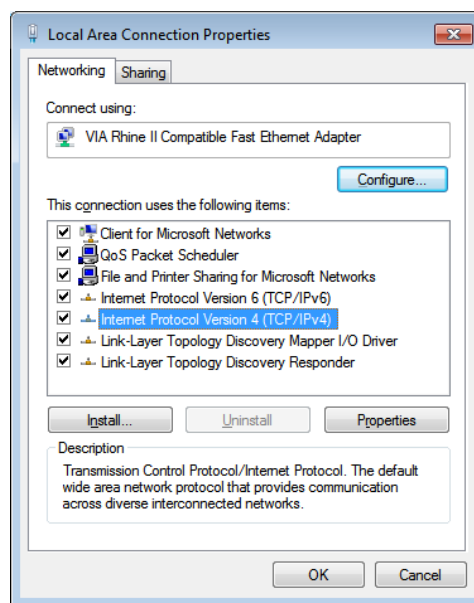 Local Area Connection Properties
Networking
Sharing
Connect using:
VIA Rhine II Compatible Fast Ethernet Adapter
Configure...
This connection uses the following items:
Client for Microsoft Networks
QoS Packet Scheduler
File and Printer Sharing for Microsoft Networks
Internet Protocol Version 6 (TCP/IPv6)
Internet Protocol Version 4 (TCP/IPv4)
Link-Layer Topology Discovery Mapper I/O Driver
Link-Layer Topology Discovery Responder
Install...
Uninstall
Properties
Description
Transmission Control Protocol/Internet Protocol. The default
wide area network protocol that provides communication
across diverse interconnected networks.
OK
Cancel